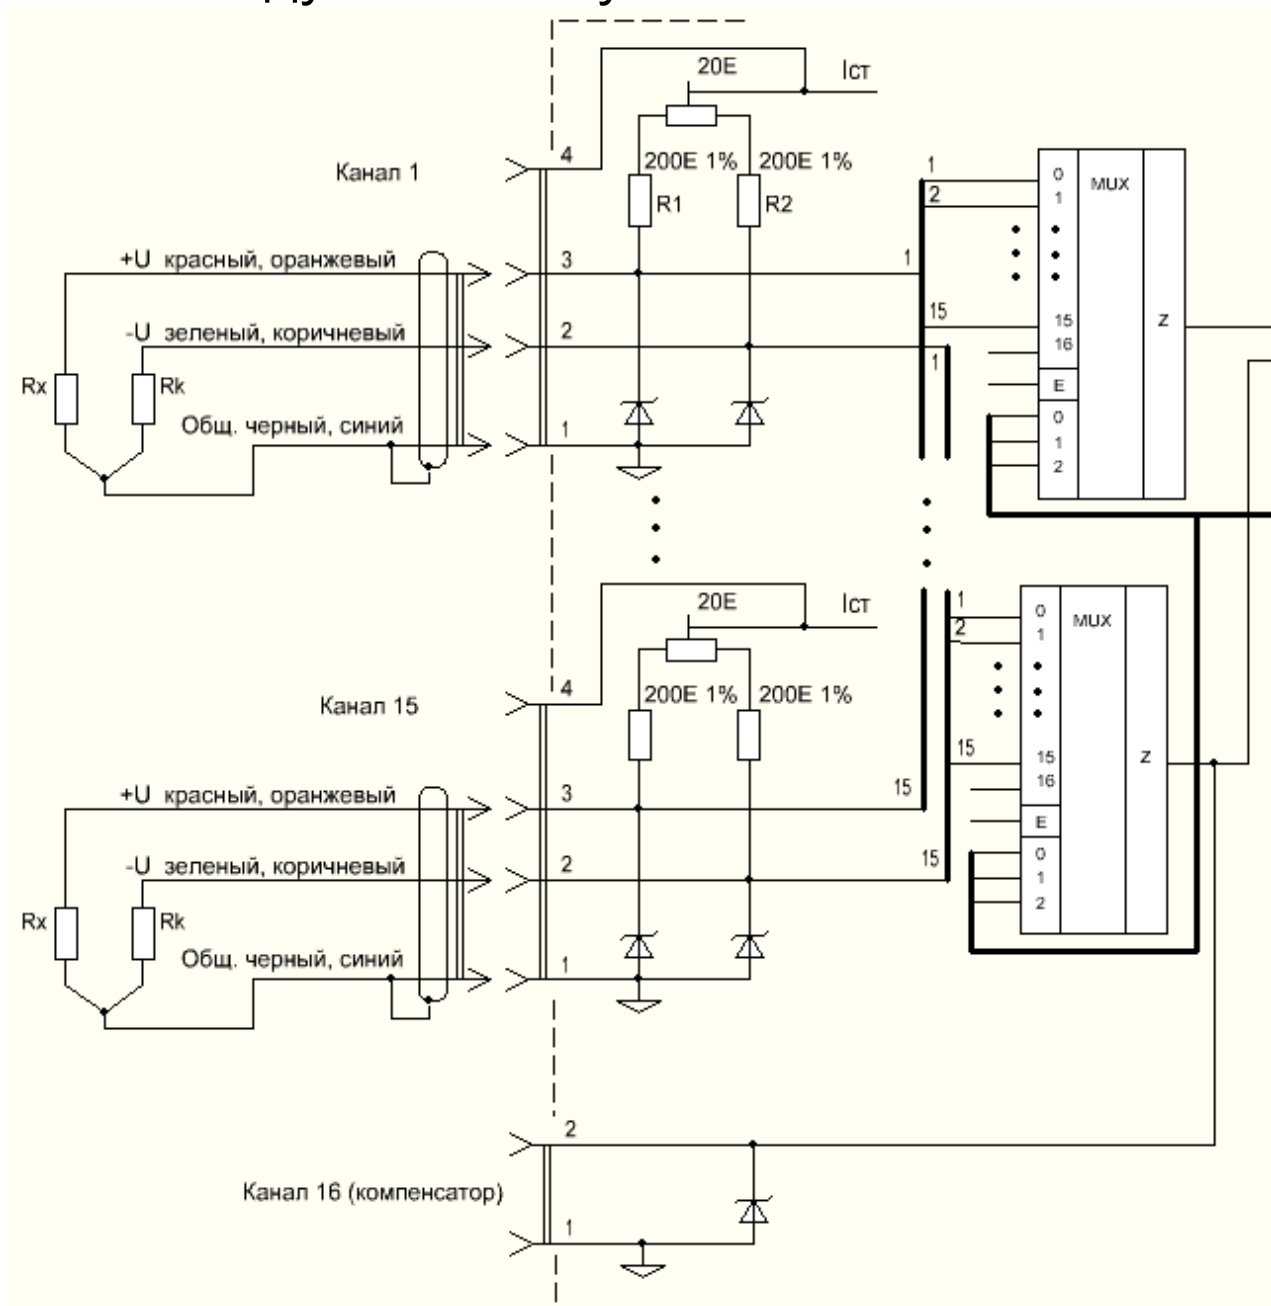 20E
Iст
4
200E 1%
200E 1%
Канал 1
R1
R2
1
2
0
1
MUX
+U красный, оранжевый
3
1
15
15
16
Z
-U зеленый, коричневый
2
1
E
Rx
Rk
Общ. черный, синий
1
0
1
2
20E
Iст
1
2
0
1
MUX
4
200E 1%
200E 1%
Канал 15
15
15
16
Z
+U красный, оранжевый
3
15
E
-U зеленый, коричневый
2
15
0
1
2
Rx
Rk
Общ. черный, синий
1
2
Канал 16 (компенсатор)
1